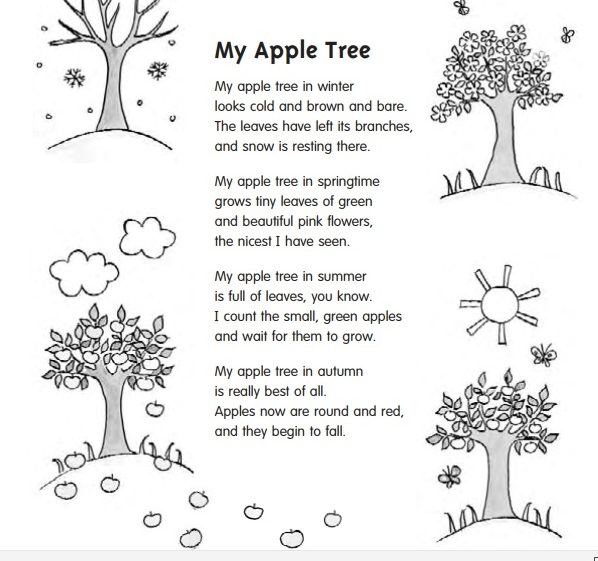 My Apple Tree
My apple tree in winter
looks cold and brown and bare.
The leaves have left its branches,
and snow is resting there.
My apple tree in springtime
grows tiny leaves of green
and beautiful pink flowers,
the nicest I have seen.
My apple tree in summer
is full of leaves, you know.
I count the small, green apples
and wait for them to grow.
My apple tree in autumn
is really best of all.
Apples now are round and red,
and they begin to fall.